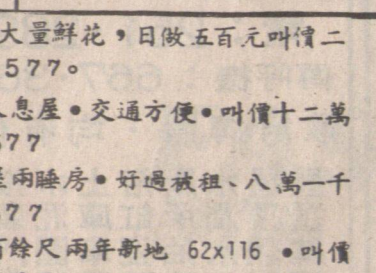 大量鮮花，日做五百元叫價二
577。
息屋●交通方便●叫價十二萬
77
兩睡房●好過被租、八萬一千
77
餘尺兩年新地 62x116 ●叫價